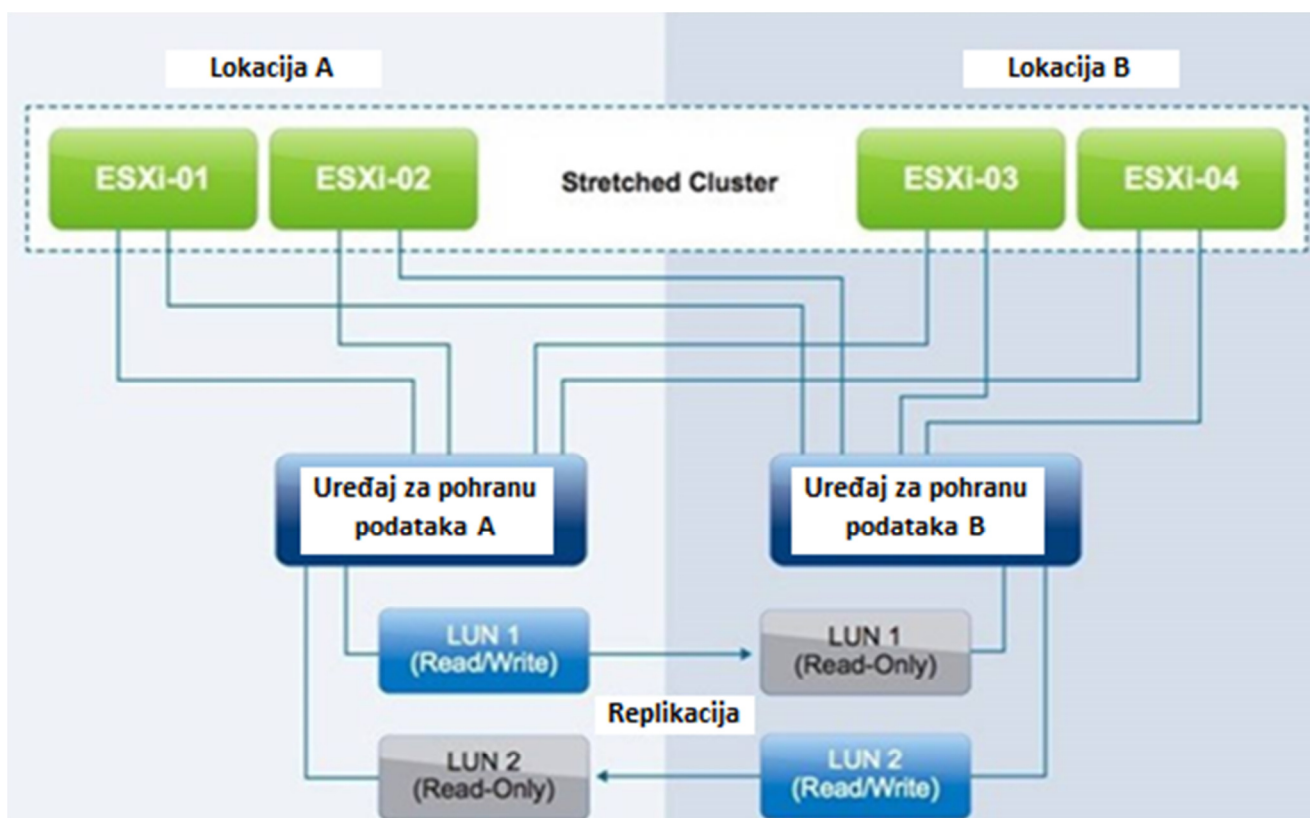 Lokacija A
Lokacija B
ESXi-01
ESXi-02
Stretched Cluster
ESXi-03
ESXi-04
Uređaj za pohranu
podataka A
Uređaj za pohranu
podataka B
LUN 1
(Read/Write)
LUN 1
(Read-Only)
Replikacija
LUN 2
(Read-Only)
LUN 2
(Read/Write)